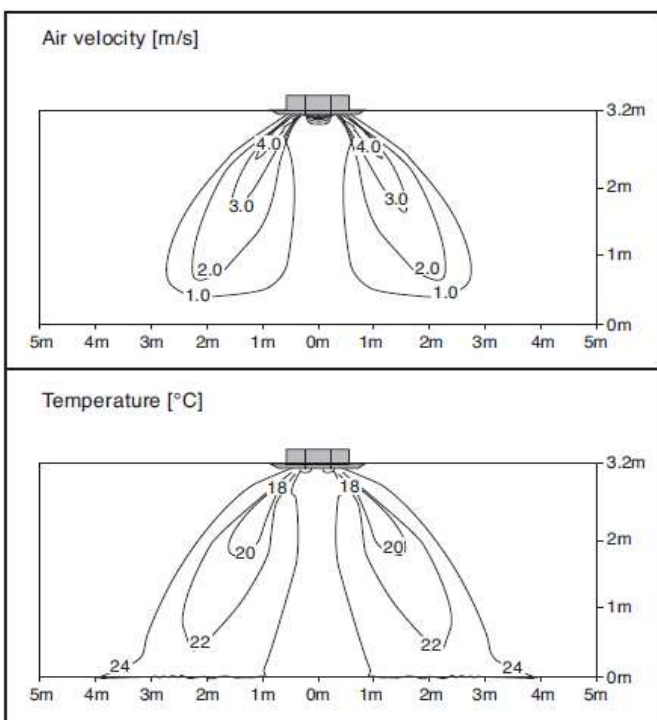 Air velocity [m/s]
4.0 4.0 3.2m
3.0 3.0 2m
2.0 2.0 1m
1.0 1.0
0m
5m 4m 3m 2m 1m 0m 1m 2m 3m 4m 5m
Temperature [°C]
18 18 3.2m
20 20 2m
22 22 1m
24 24 0m
5m 4m 3m 2m 1m 0m 1m 2m 3m 4m 5m